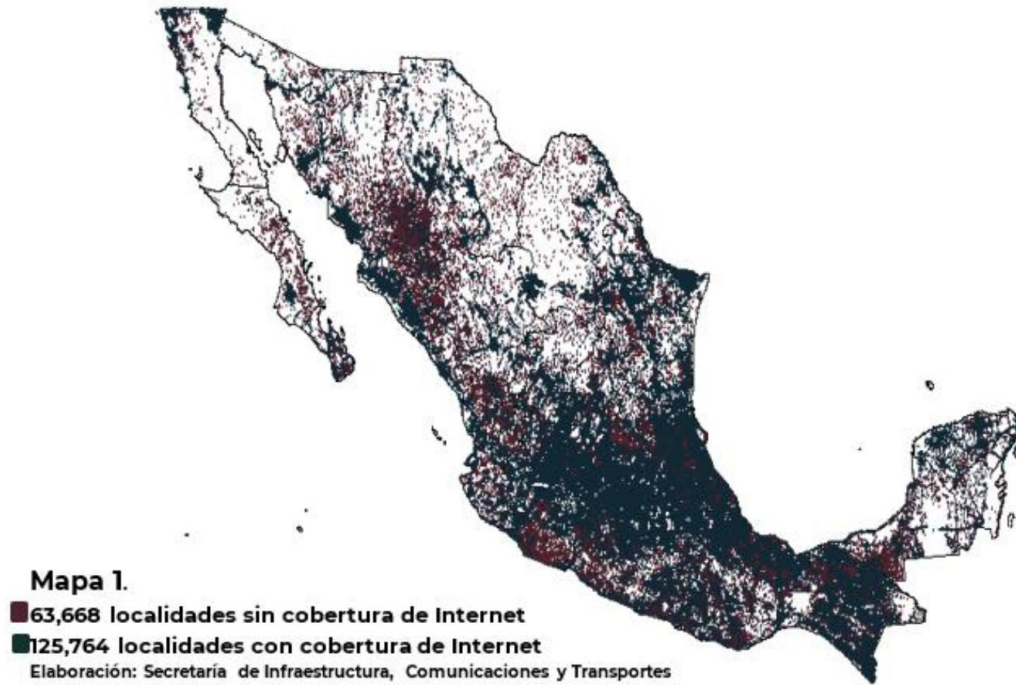 Mapa 1.
63,668 localidades sin cobertura de Internet
125,764 localidades con cobertura de Internet
Elaboración: Secretaría de Infraestructura, Comunicaciones y Transportes